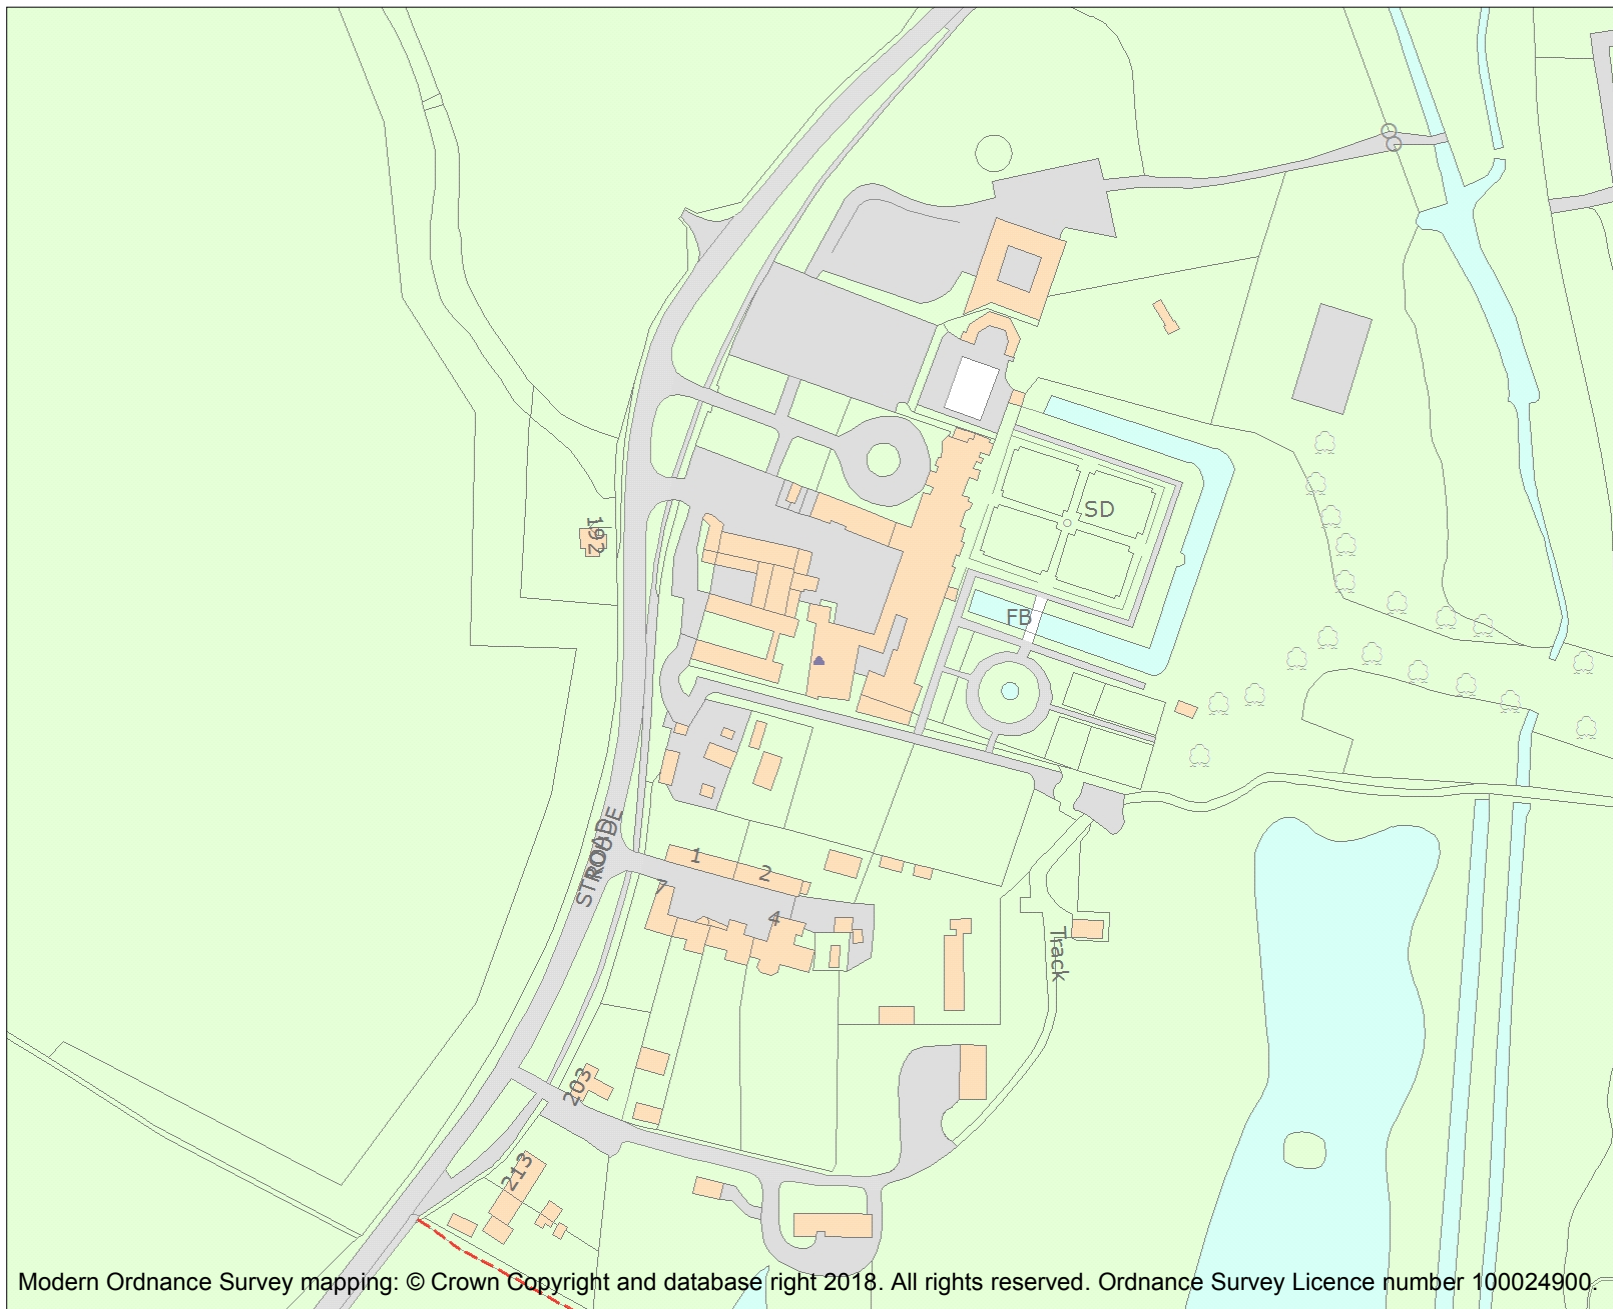 SD
192
FB
STROUDE
ROAD
1
2
7
4
Track
203
213
Modern Ordnance Survey mapping: © Crown Copyright and database right 2018. All rights reserved. Ordnance Survey Licence number 100024900.